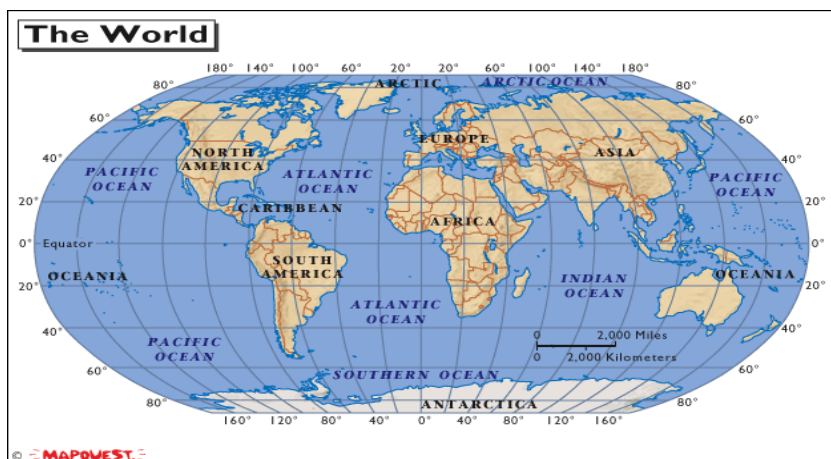 The World
180° 140° 100° 60° 20° 20° 60° 100° 140° 180°
ARCTIC
ARCTIC OCEAN
80° 80°
60° 60°
EUROPE
NORTH
AMERICA
ASIA
40° 40°
PACIFIC
OCEAN
ATLANTIC
OCEAN
PACIFIC
OCEAN
20° 20°
CARIBBEAN
AFRICA
Equator 0° 0°
SOUTH
AMERICA
OCEANIA
OCEANIA
INDIAN
OCEAN
20° 20°
ATLANTIC
OCEAN
40° 40°
PACIFIC
OCEAN
0 2,000 Miles
0 2,000 Kilometers
60° 60°
SOUTHERN OCEAN
80° 80°
ANTARCTICA
160° 120° 80° 40° 0° 40° 80° 120° 160°
© MAPQUEST